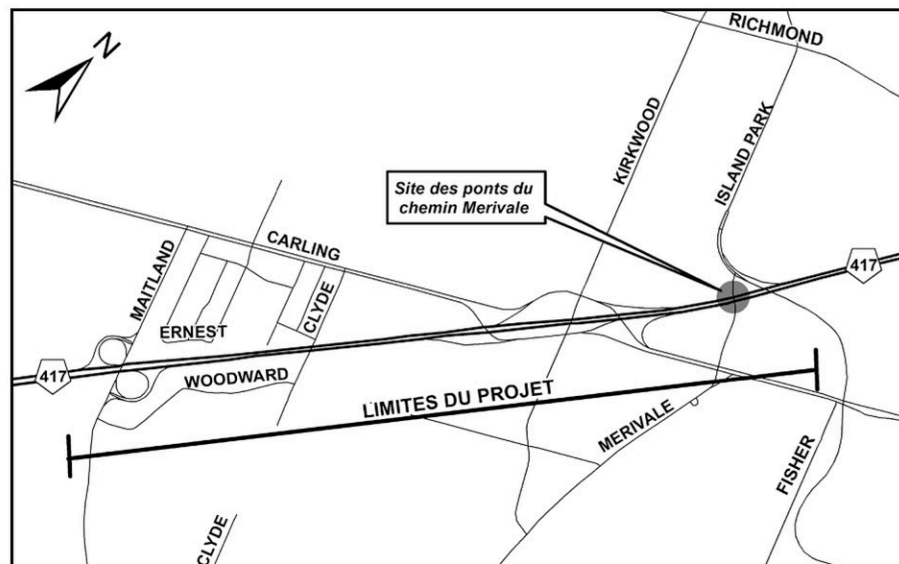 N
RICHMOND
KIRKWOOD
ISLAND PARK
Site des ponts du
chemin Merivale
CARLING
MAITLAND
CLYDE
417
ERNEST
417
WOODWARD
LIMITES DU PROJET
MERIVALE
FISHER
CLYDE